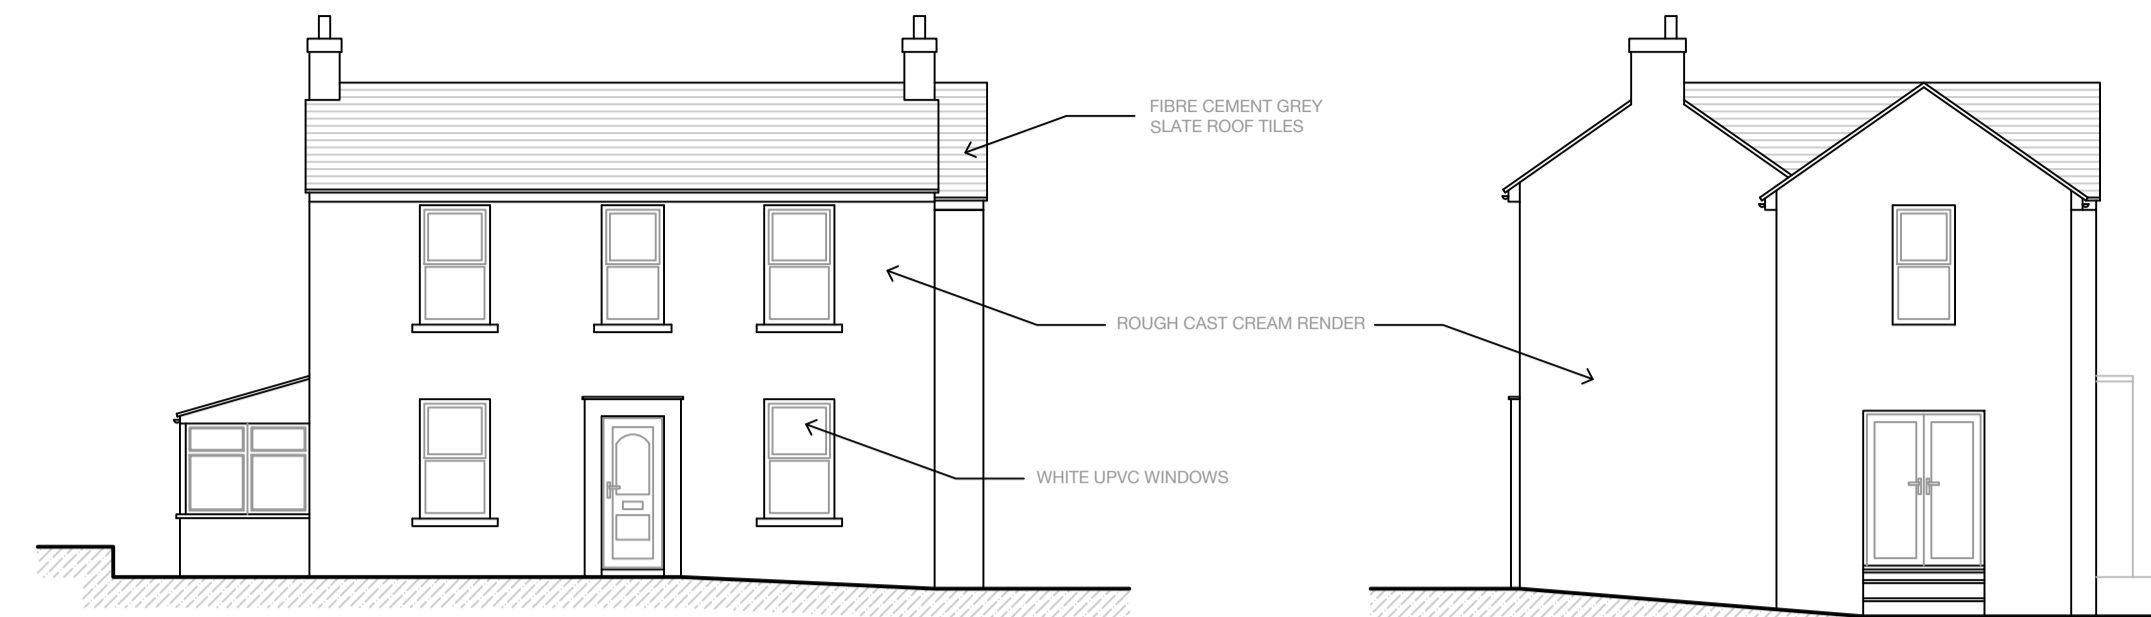 FIBRE CEMENT GREY
SLATE ROOF TILES
ROUGH CAST CREAM RENDER
WHITE UPVC WINDOWS